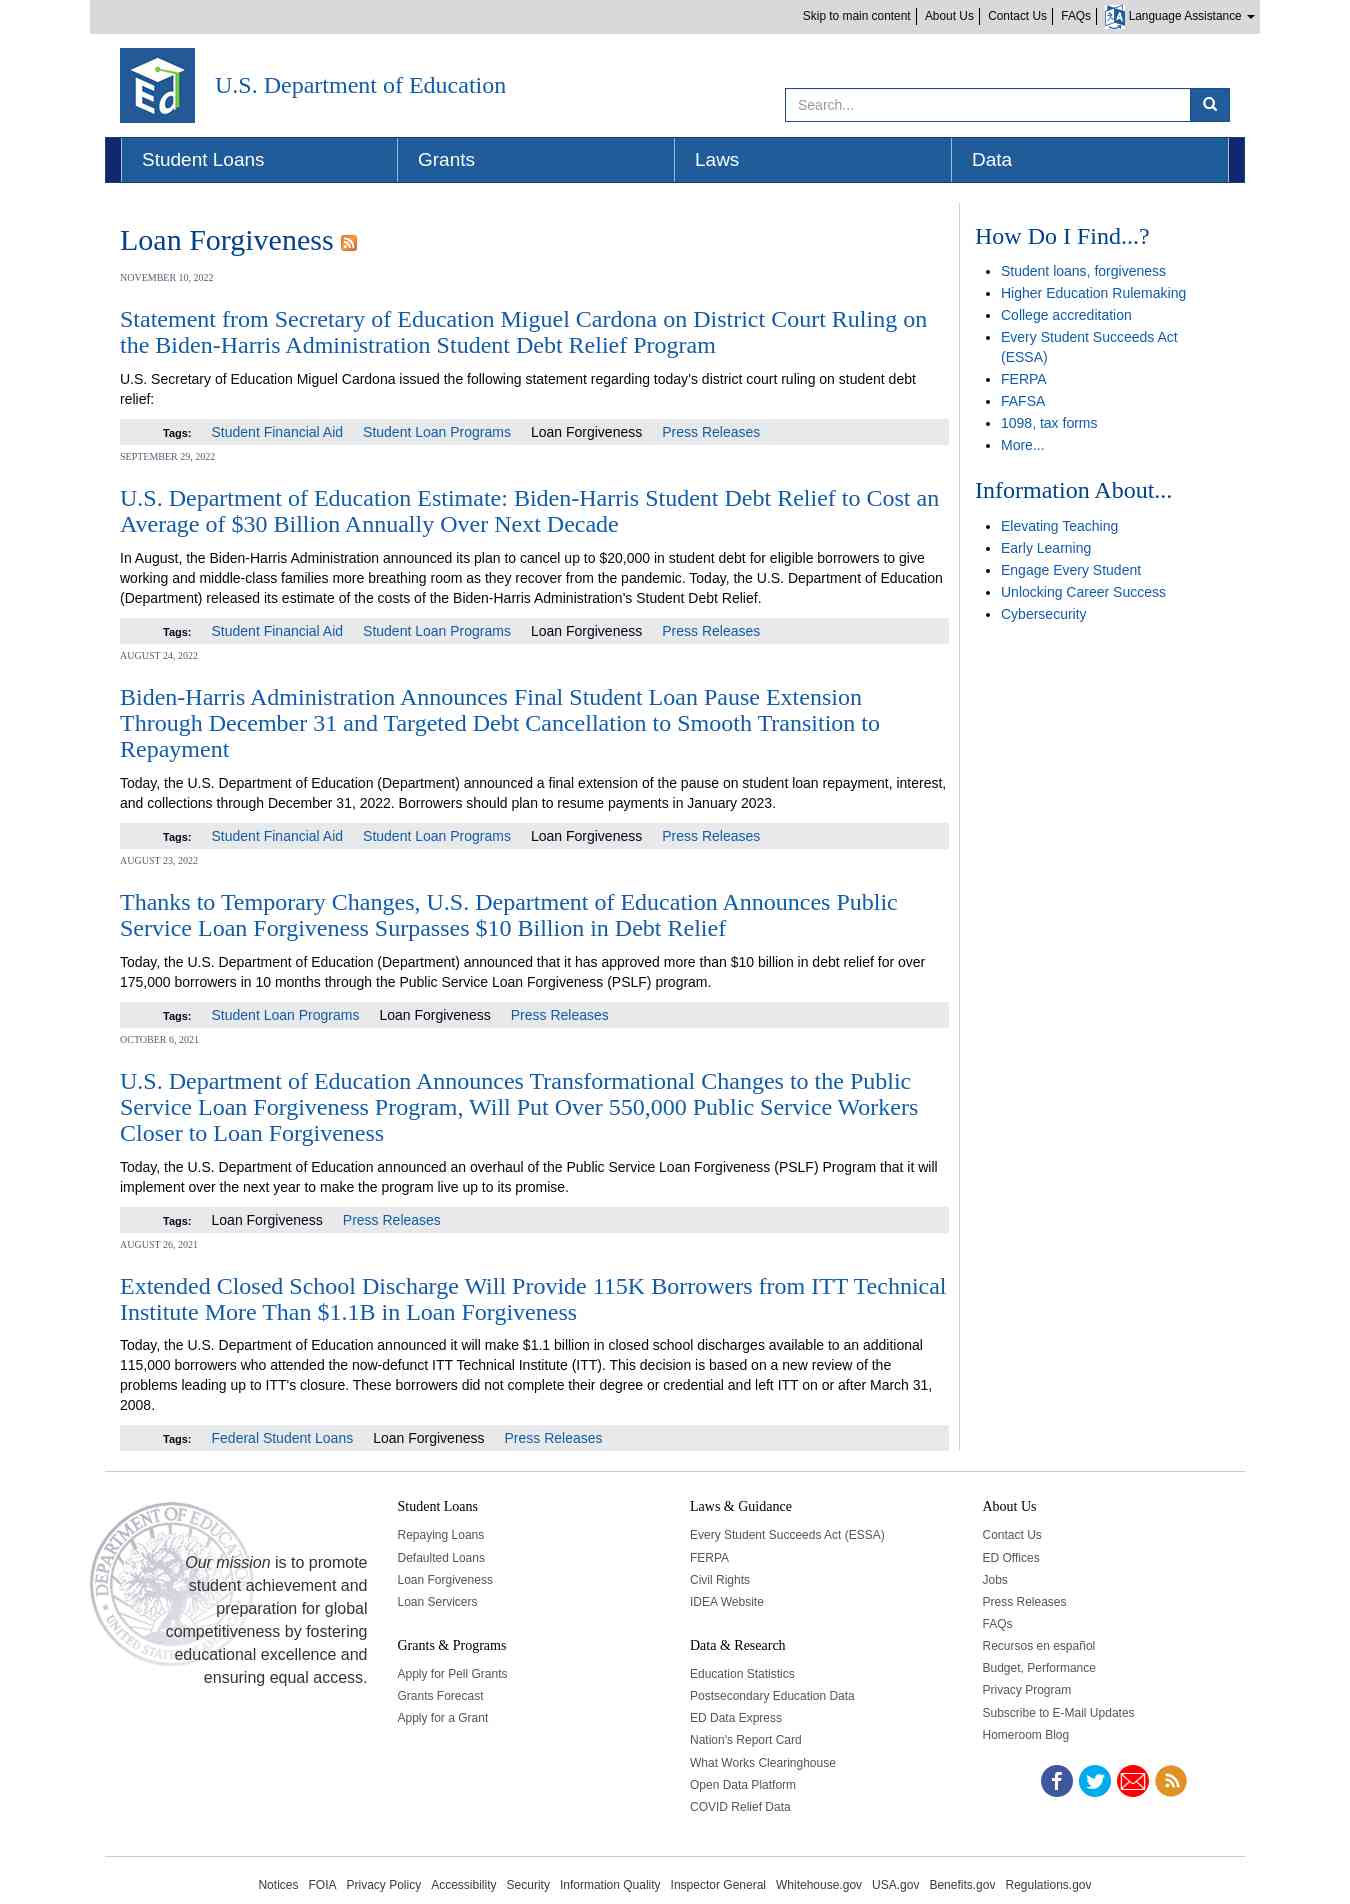 Skip to main content
About Us
Contact Us
FAQs
Language Assistance
Ed
U.S. Department of Education
Search...
Student Loans
Grants
Laws
Data
Loan Forgiveness
NOVEMBER 10, 2022
Statement from Secretary of Education Miguel Cardona on District Court Ruling on
the Biden-Harris Administration Student Debt Relief Program
U.S. Secretary of Education Miguel Cardona issued the following statement regarding today's district court ruling on student debt
relief:
Tags: Student Financial Aid Student Loan Programs Loan Forgiveness Press Releases
SEPTEMBER 29, 2022
U.S. Department of Education Estimate: Biden-Harris Student Debt Relief to Cost an
Average of $30 Billion Annually Over Next Decade
In August, the Biden-Harris Administration announced its plan to cancel up to $20,000 in student debt for eligible borrowers to give
working and middle-class families more breathing room as they recover from the pandemic. Today, the U.S. Department of Education
(Department) released its estimate of the costs of the Biden-Harris Administration's Student Debt Relief.
Tags: Student Financial Aid Student Loan Programs Loan Forgiveness Press Releases
AUGUST 24, 2022
Biden-Harris Administration Announces Final Student Loan Pause Extension
Through December 31 and Targeted Debt Cancellation to Smooth Transition to
Repayment
Today, the U.S. Department of Education (Department) announced a final extension of the pause on student loan repayment, interest,
and collections through December 31, 2022. Borrowers should plan to resume payments in January 2023.
Tags: Student Financial Aid Student Loan Programs Loan Forgiveness Press Releases
AUGUST 23, 2022
Thanks to Temporary Changes, U.S. Department of Education Announces Public
Service Loan Forgiveness Surpasses $10 Billion in Debt Relief
Today, the U.S. Department of Education (Department) announced that it has approved more than $10 billion in debt relief for over
175,000 borrowers in 10 months through the Public Service Loan Forgiveness (PSLF) program.
Tags: Student Loan Programs Loan Forgiveness Press Releases
OCTOBER 6, 2021
U.S. Department of Education Announces Transformational Changes to the Public
Service Loan Forgiveness Program, Will Put Over 550,000 Public Service Workers
Closer to Loan Forgiveness
Today, the U.S. Department of Education announced an overhaul of the Public Service Loan Forgiveness (PSLF) Program that it will
implement over the next year to make the program live up to its promise.
Tags: Loan Forgiveness Press Releases
AUGUST 26, 2021
Extended Closed School Discharge Will Provide 115K Borrowers from ITT Technical
Institute More Than $1.1B in Loan Forgiveness
Today, the U.S. Department of Education announced it will make $1.1 billion in closed school discharges available to an additional
115,000 borrowers who attended the now-defunct ITT Technical Institute (ITT). This decision is based on a new review of the
problems leading up to ITT's closure. These borrowers did not complete their degree or credential and left ITT on or after March 31,
2008.
Tags: Federal Student Loans Loan Forgiveness Press Releases
How Do I Find...?
Student loans, forgiveness
Higher Education Rulemaking
College accreditation
Every Student Succeeds Act
(ESSA)
FERPA
FAFSA
1098, tax forms
More...
Information About...
Elevating Teaching
Early Learning
Engage Every Student
Unlocking Career Success
Cybersecurity
DEPARTMENT OF EDUCA
UNITED STA
Our mission is to promote
student achievement and
preparation for global
competitiveness by fostering
educational excellence and
ensuring equal access.
Student Loans
Repaying Loans
Defaulted Loans
Loan Forgiveness
Loan Servicers
Grants & Programs
Apply for Pell Grants
Grants Forecast
Apply for a Grant
Laws & Guidance
Every Student Succeeds Act (ESSA)
FERPA
Civil Rights
IDEA Website
Data & Research
Education Statistics
Postsecondary Education Data
ED Data Express
Nation's Report Card
What Works Clearinghouse
Open Data Platform
COVID Relief Data
About Us
Contact Us
ED Offices
Jobs
Press Releases
FAQs
Recursos en español
Budget, Performance
Privacy Program
Subscribe to E-Mail Updates
Homeroom Blog
Notices FOIA Privacy Policy Accessibility Security Information Quality Inspector General Whitehouse.gov USA.gov Benefits.gov Regulations.gov